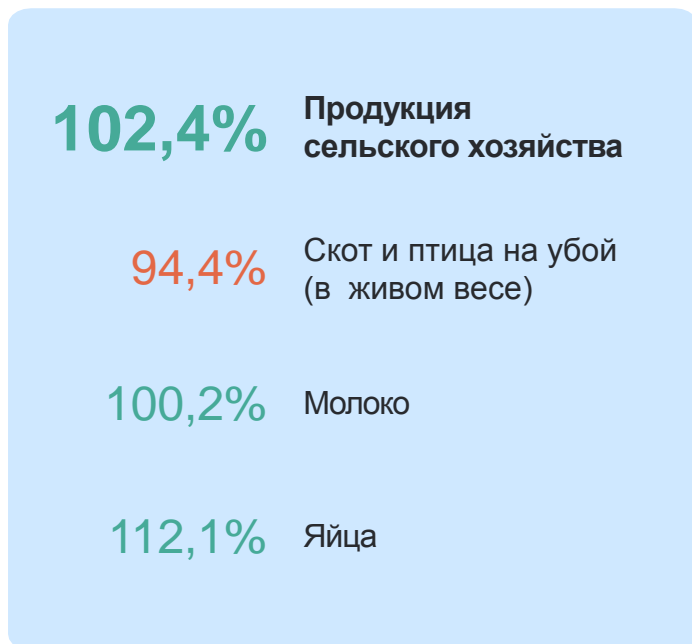 102,4%
Продукция
сельского хозяйства
94,4%
Скот и птица на убой
(в живом весе)
100,2%
Молоко
112,1%
Яйца